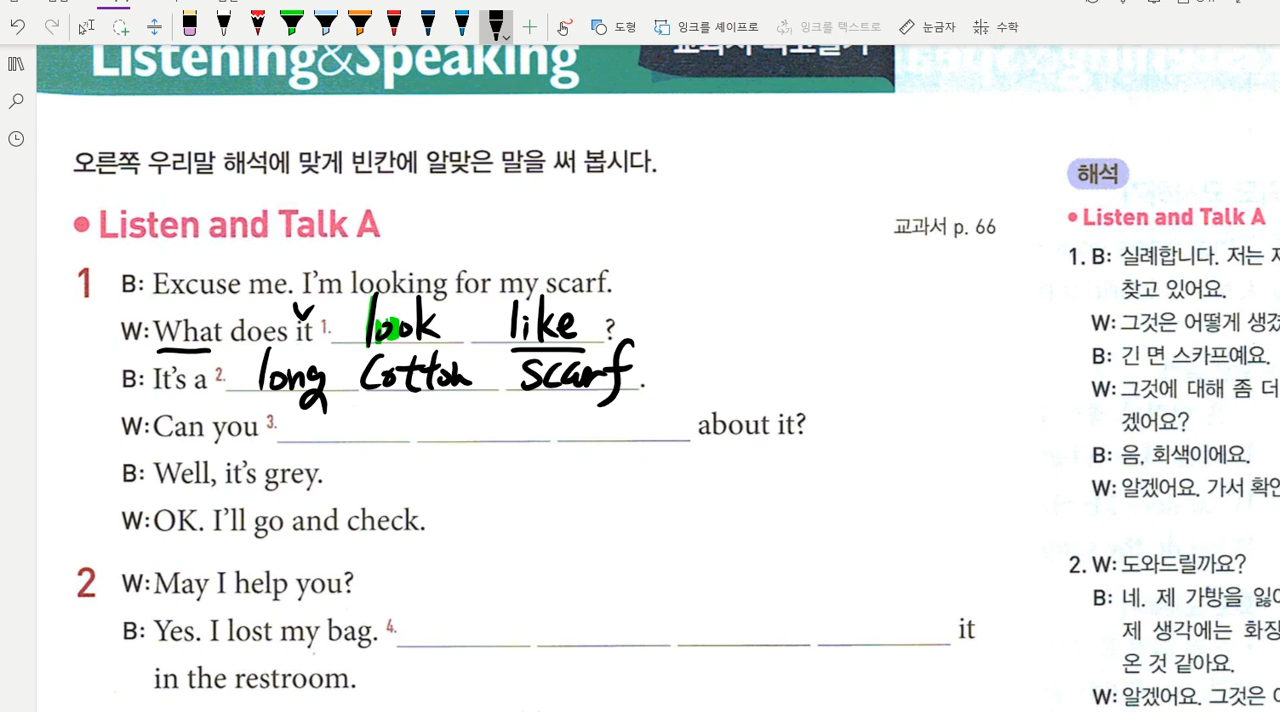 도형 잉크를 셰이프로 잉크를 텍스트로 눈금자 수학
Listening&Speaking
오른쪽 우리말 해석에 맞게 빈칸에 알맞은 말을 써 봅시다.
• Listen and Talk A 교과서 p. 66
1 B: Excuse me. I'm looking for my scarf.
W: What does it 1. look like ?
B: It's a 2. long cotton scarf .
W: Can you 3. about it?
B: Well, it's grey.
W: OK. I'll go and check.
2 W: May I help you?
B: Yes. I lost my bag. 4. it
in the restroom.
해석
• Listen and Talk A
1. B: 실례합니다. 저는
찾고 있어요.
W: 그것은 어떻게
B: 긴 면 스카프예요.
W: 그것에 대해 좀 더
겠어요?
B: 음, 회색이에요.
W: 알겠어요. 가서
2. W: 도와드릴까요?
B: 네. 제 가방을
제 생각에는
온 것 같아요.
W: 알겠어요. 그것은